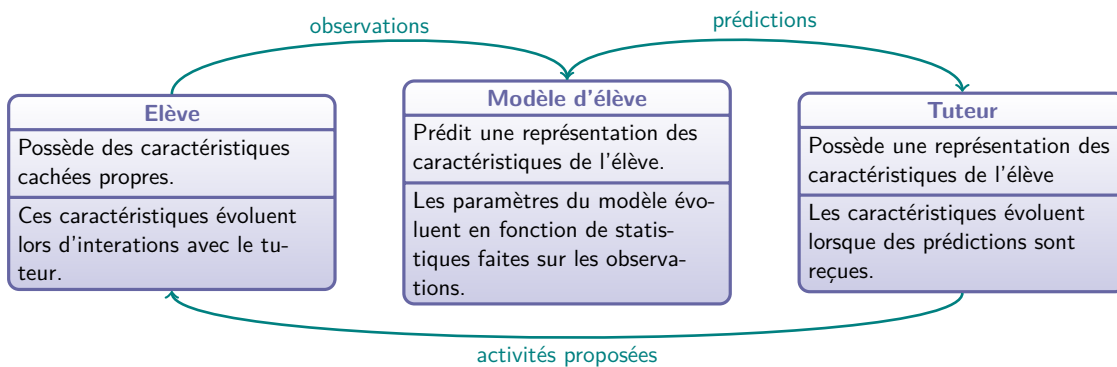 observations
prédictions
Elève
Possède des caractéristiques
cachées propres.
Ces caractéristiques évoluent
lors d'interations avec le tu-
teur.
Modèle d'élève
Prédit une représentation des
caractéristiques de l'élève.
Les paramètres du modèle évo-
luent en fonction de statis-
tiques faites sur les observa-
tions.
Tuteur
Possède une représentation des
caractéristiques de l'élève
Les caractéristiques évoluent
lorsque des prédictions sont
reçues.
activités proposées